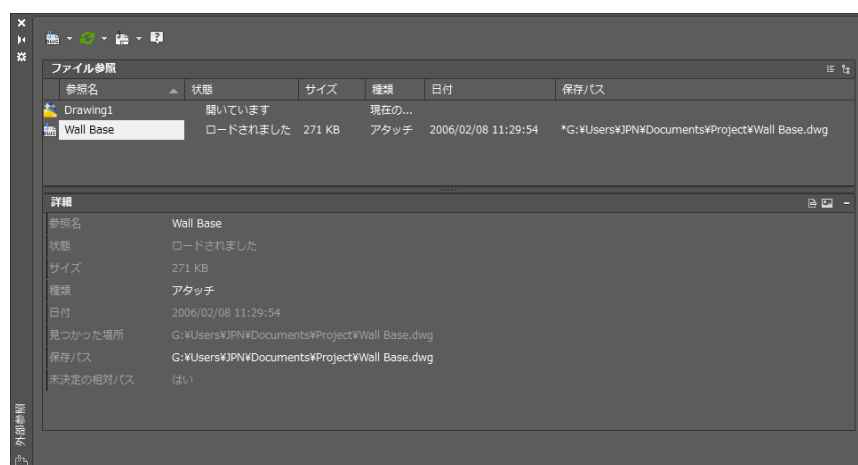 ファイル参照
参照名 状態 サイズ 種類 日付 保存パス
Drawing1 開いています 現在の...
Wall Base ロードされました 271 KB アタッチ 2006/02/08 11:29:54 *G:¥Users¥JPN¥Documents¥Project¥Wall Base.dwg
詳細
参照名 Wall Base
状態 ロードされました
サイズ 271 KB
種類 アタッチ
日付 2006/02/08 11:29:54
見つかった場所 G:¥Users¥JPN¥Documents¥Project¥Wall Base.dwg
保存パス G:¥Users¥JPN¥Documents¥Project¥Wall Base.dwg
未決定の相対パス はい
外部参照